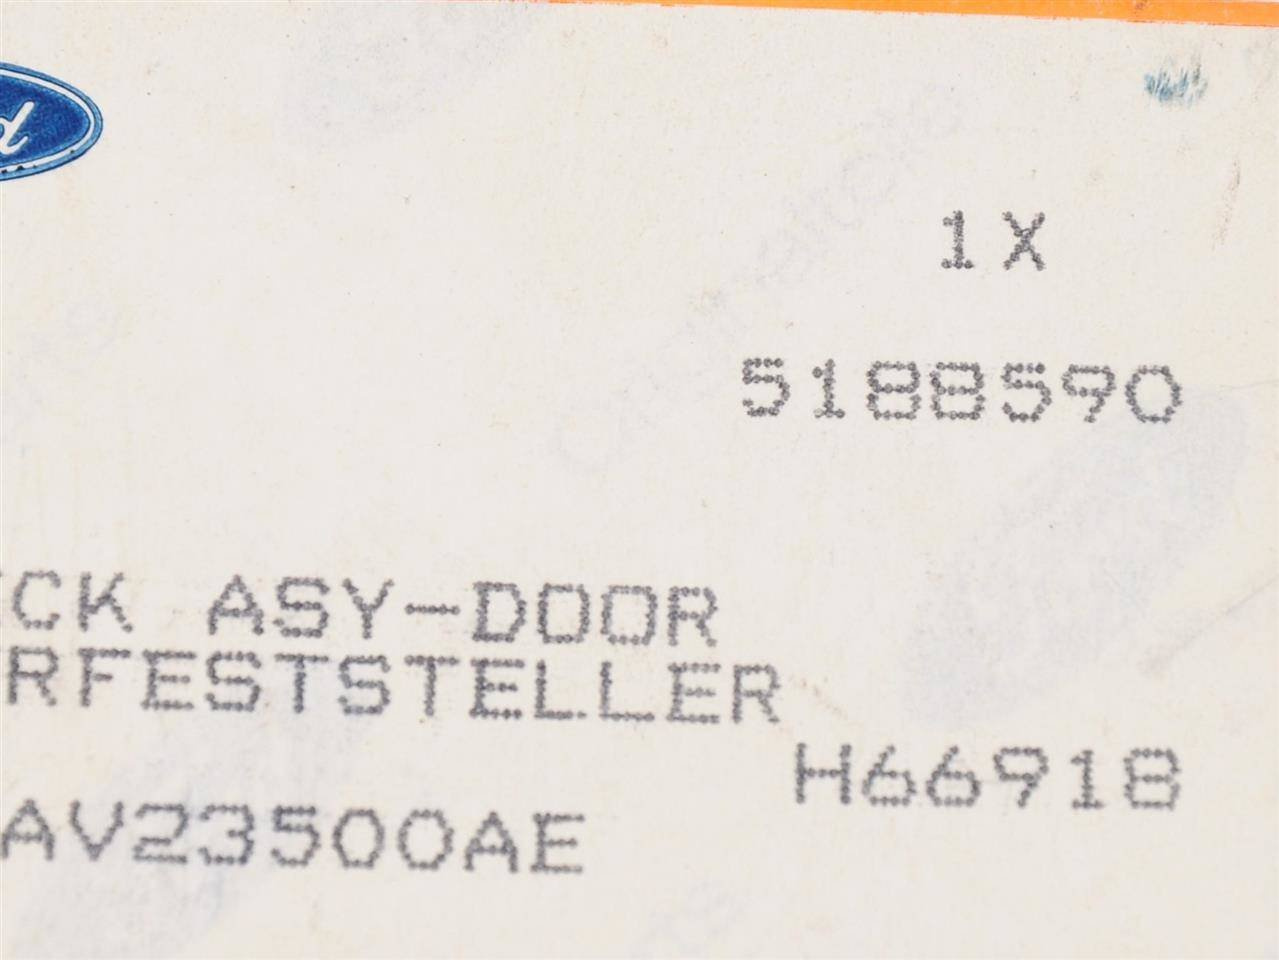 d
1X
5188590
CK ASY-DOOR
RFESTSTELLER
H66918
AV23500AE